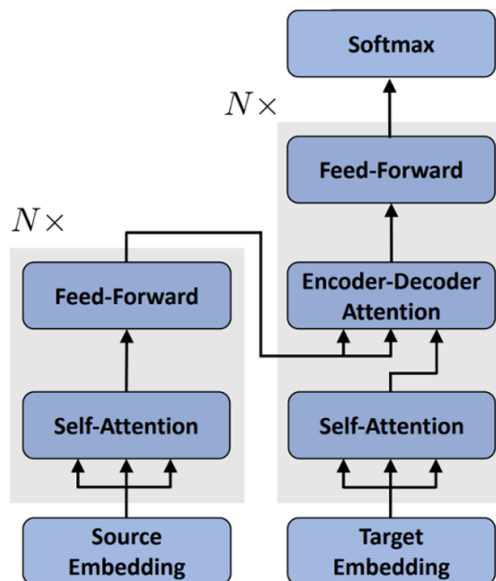 Softmax
N×
Feed-Forward
N×
Feed-Forward
Encoder-Decoder
Attention
Self-Attention
Self-Attention
Source
Embedding
Target
Embedding